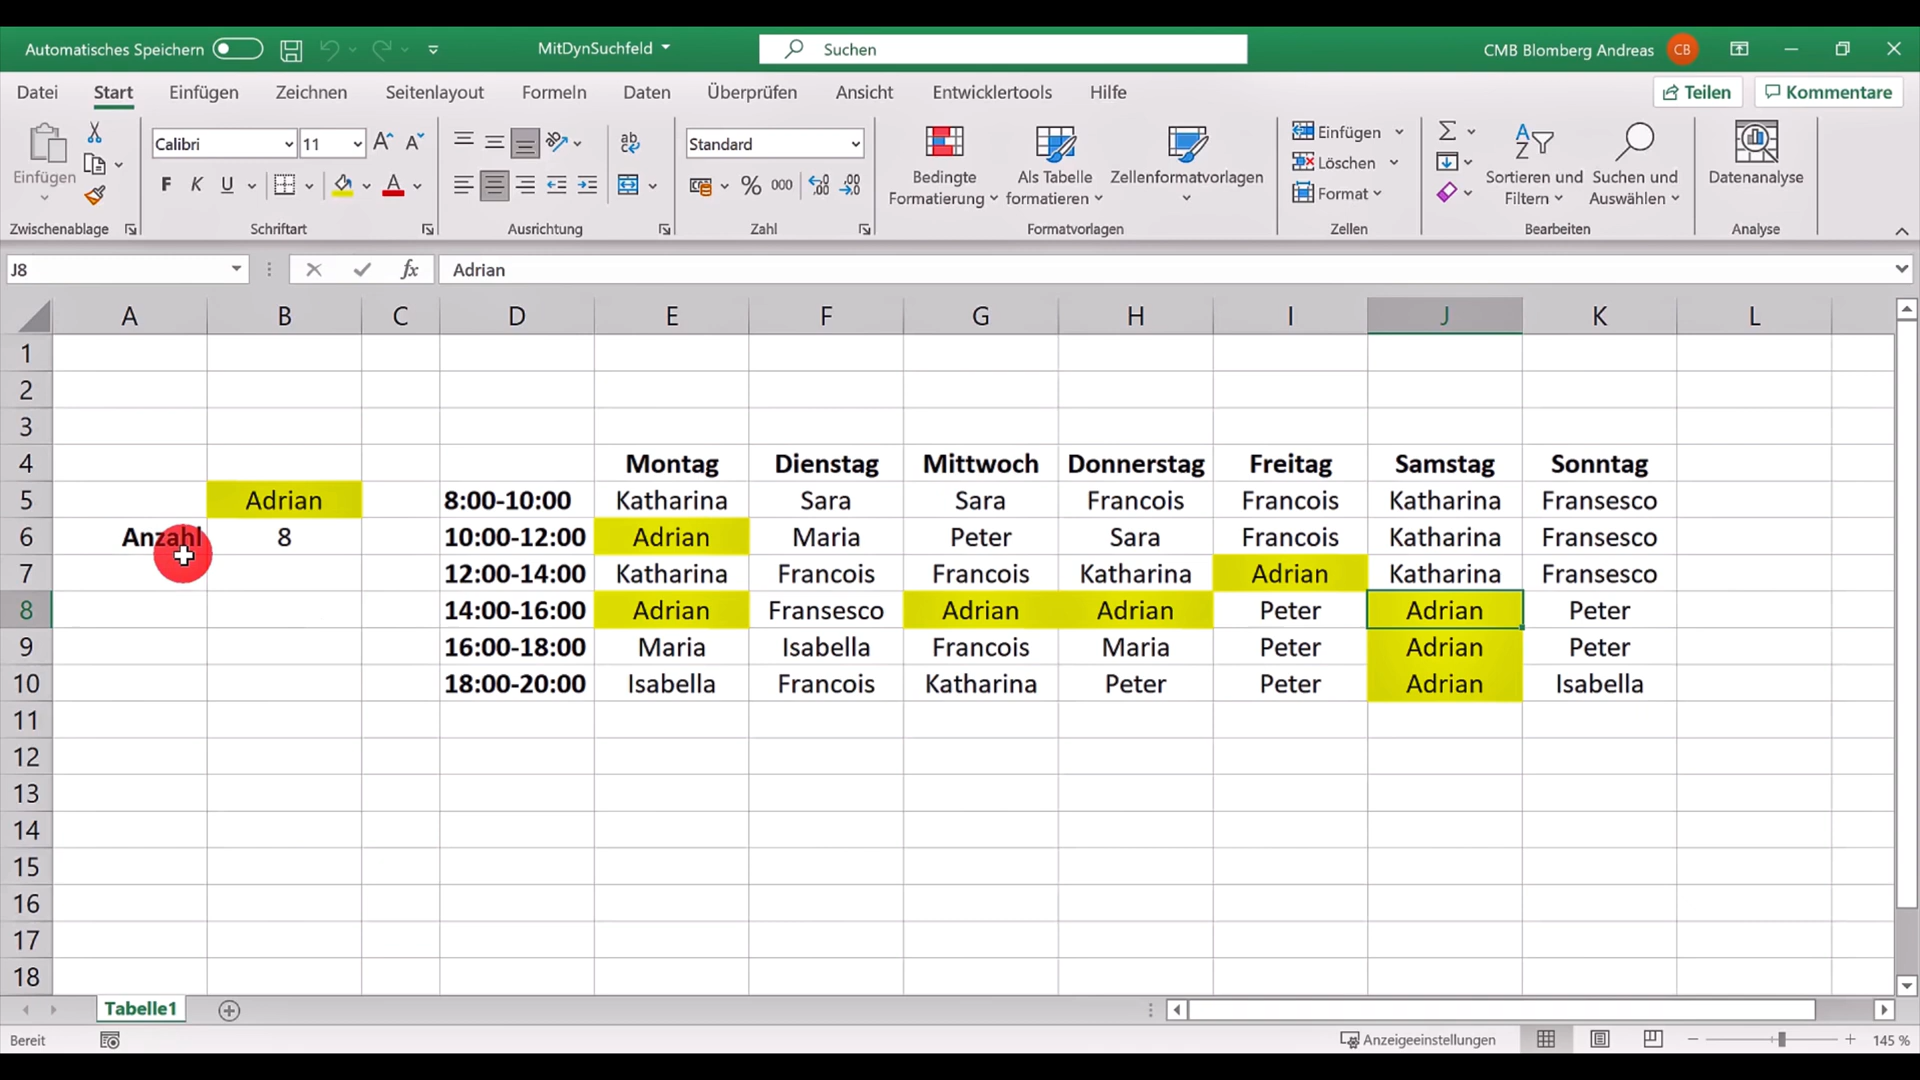 Automatisches Speichern
MitDynSuchfeld
Suchen
CMB Blomberg Andreas
CB
Datei Start Einfügen Zeichnen Seitenlayout Formeln Daten Überprüfen Ansicht Entwicklertools Hilfe
Teilen
Kommentare
Einfügen
Zwischenablage
Calibri
11
F K U
Schriftart
ab
Ausrichtung
Standard
% 000
Zahl
Bedingte
Formatierung
Als Tabelle
formatieren
Zellenformatvorlagen
Formatvorlagen
Einfügen
Löschen
Format
Zellen
Sortieren und
Filtern
Suchen und
Auswählen
Bearbeiten
Datenanalyse
Analyse
J8
fx
Adrian
A B C D E F G H I J K L
1
2
3
4 Montag Dienstag Mittwoch Donnerstag Freitag Samstag Sonntag
5 Adrian 8:00-10:00 Katharina Sara Sara Francois Francois Katharina Fransesco
6 Anzahl 8 10:00-12:00 Adrian Maria Peter Sara Francois Katharina Fransesco
7 12:00-14:00 Katharina Francois Francois Katharina Adrian Katharina Fransesco
8 14:00-16:00 Adrian Fransesco Adrian Adrian Peter Adrian Peter
9 16:00-18:00 Maria Isabella Francois Maria Peter Adrian Peter
10 18:00-20:00 Isabella Francois Katharina Peter Peter Adrian Isabella
11
12
13
14
15
16
17
18
Tabelle1
Bereit
Anzeigeeinstellungen
145 %